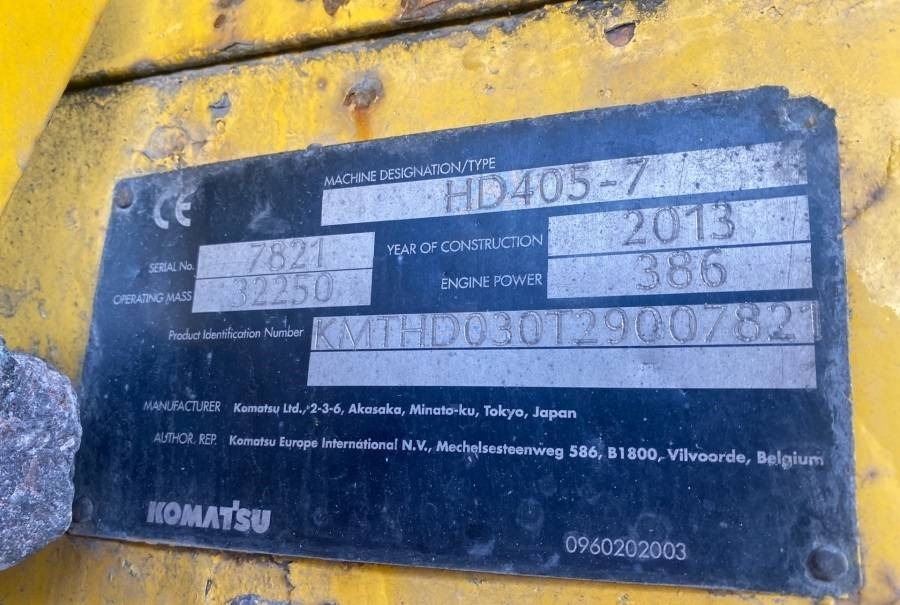 CE
MACHINE DESIGNATION/TYPE HD405-7
SERIAL No. 7821
YEAR OF CONSTRUCTION 2013
OPERATING MASS 32250
ENGINE POWER 386
Product Identification Number KMTHD030T29007821
MANUFACTURER Komatsu Ltd., 2-3-6, Akasaka, Minato-ku, Tokyo, Japan
AUTHOR. REP. Komatsu Europe International N.V., Mechelsesteenweg 586, B1800, Vilvoorde, Belgium
KOMATSU
0960202003